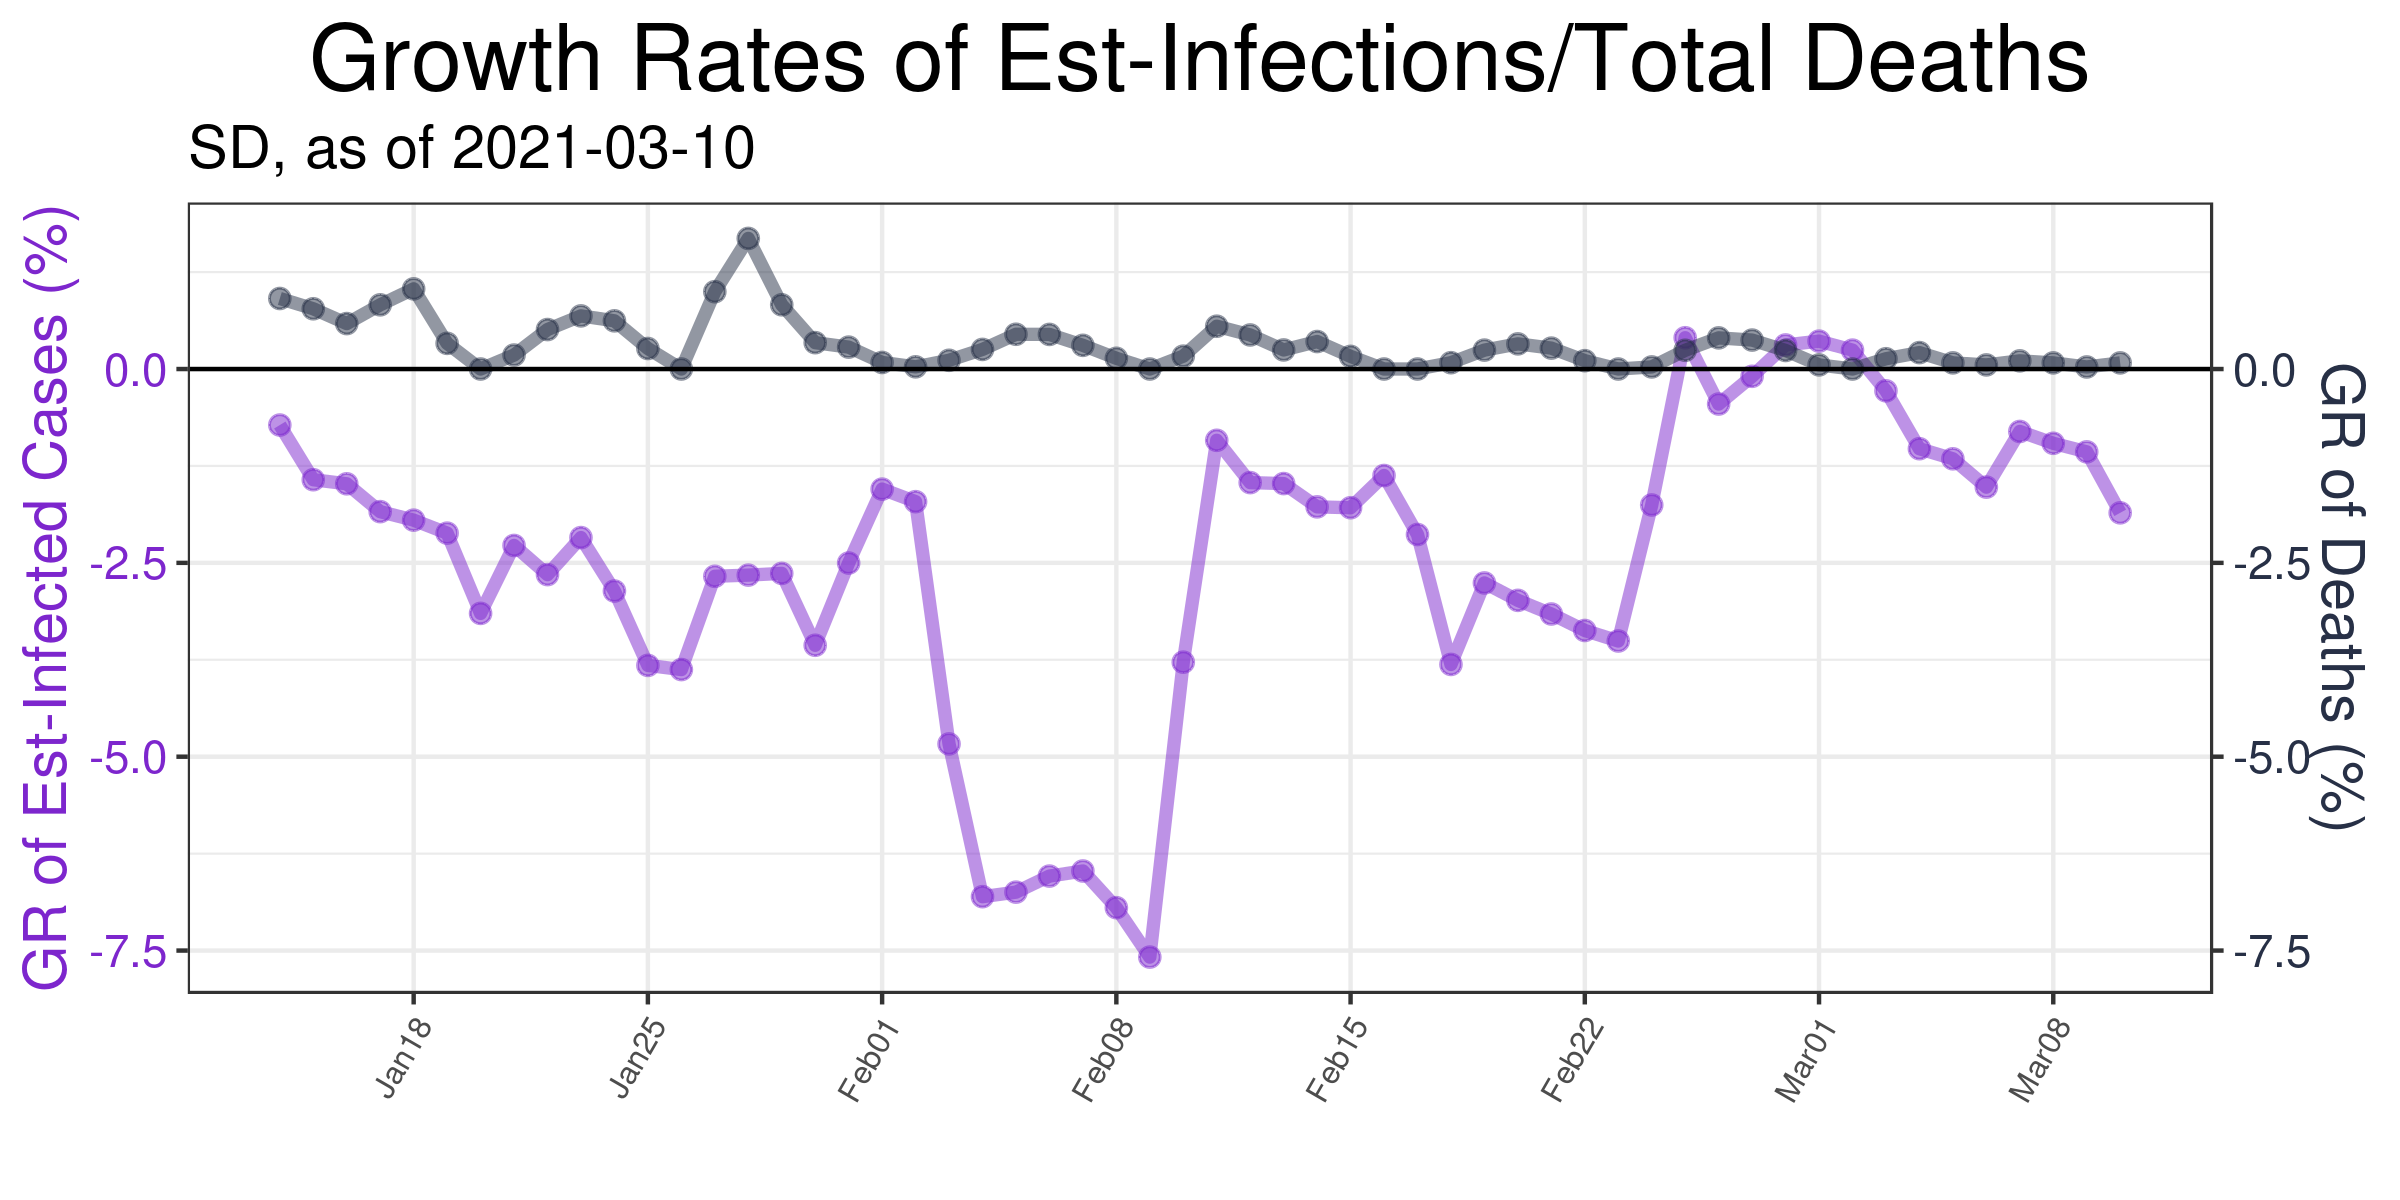 Growth Rates of Est-Infections/Total Deaths
SD, as of 2021-03-10
GR of Est-Infected Cases (%)
0.0
-2.5
-5.0
-7.5
0.0
-2.5
-5.0
-7.5
GR of Deaths (%)
Jan18
Jan25
Feb01
Feb08
Feb15
Feb22
Mar01
Mar08